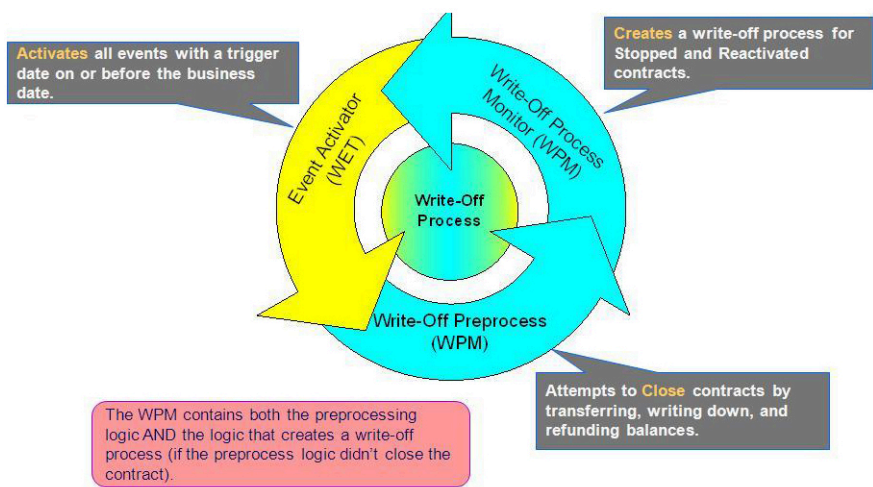 Activates all events with a trigger
date on or before the business
date.
Creates a write-off process for
Stopped and Reactivated
contracts.
Event Activator
(WET)
Write-Off Process
Monitor (WPM)
Write-Off
Process
Write-Off Preprocess
(WPM)
Attempts to Close contracts by
transferring, writing down, and
refunding balances.
The WPM contains both the preprocessing
logic AND the logic that creates a write-off
process (if the preprocess logic didn't close the
contract).